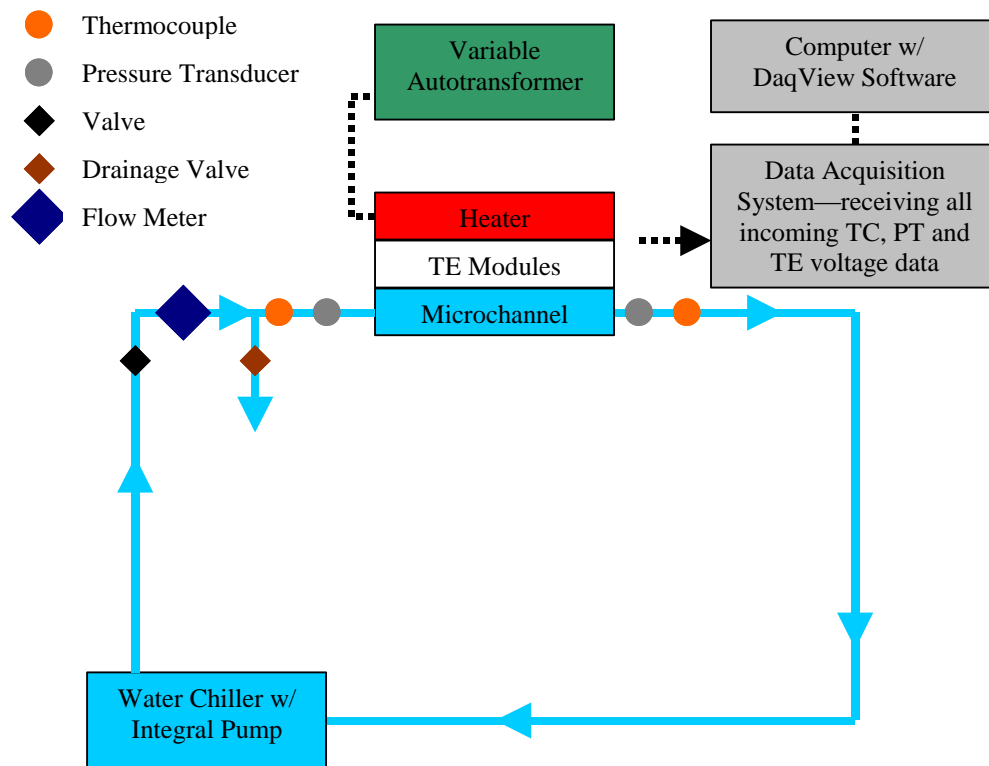 Thermocouple
Pressure Transducer
Valve
Drainage Valve
Flow Meter
Variable
Autotransformer
Computer w/
DaqView Software
Data Acquisition
System—receiving all
incoming TC, PT and
TE voltage data
Heater
TE Modules
Microchannel
Water Chiller w/
Integral Pump